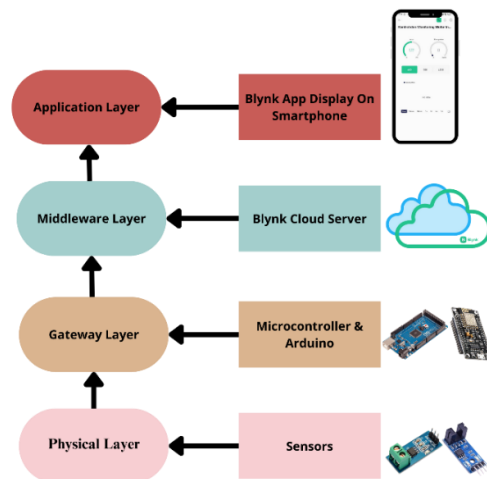 Application Layer
Blynk App Display On
Smartphone
Middleware Layer
Blynk Cloud Server
Blynk
Gateway Layer
Microcontroller &
Arduino
Physical Layer
Sensors